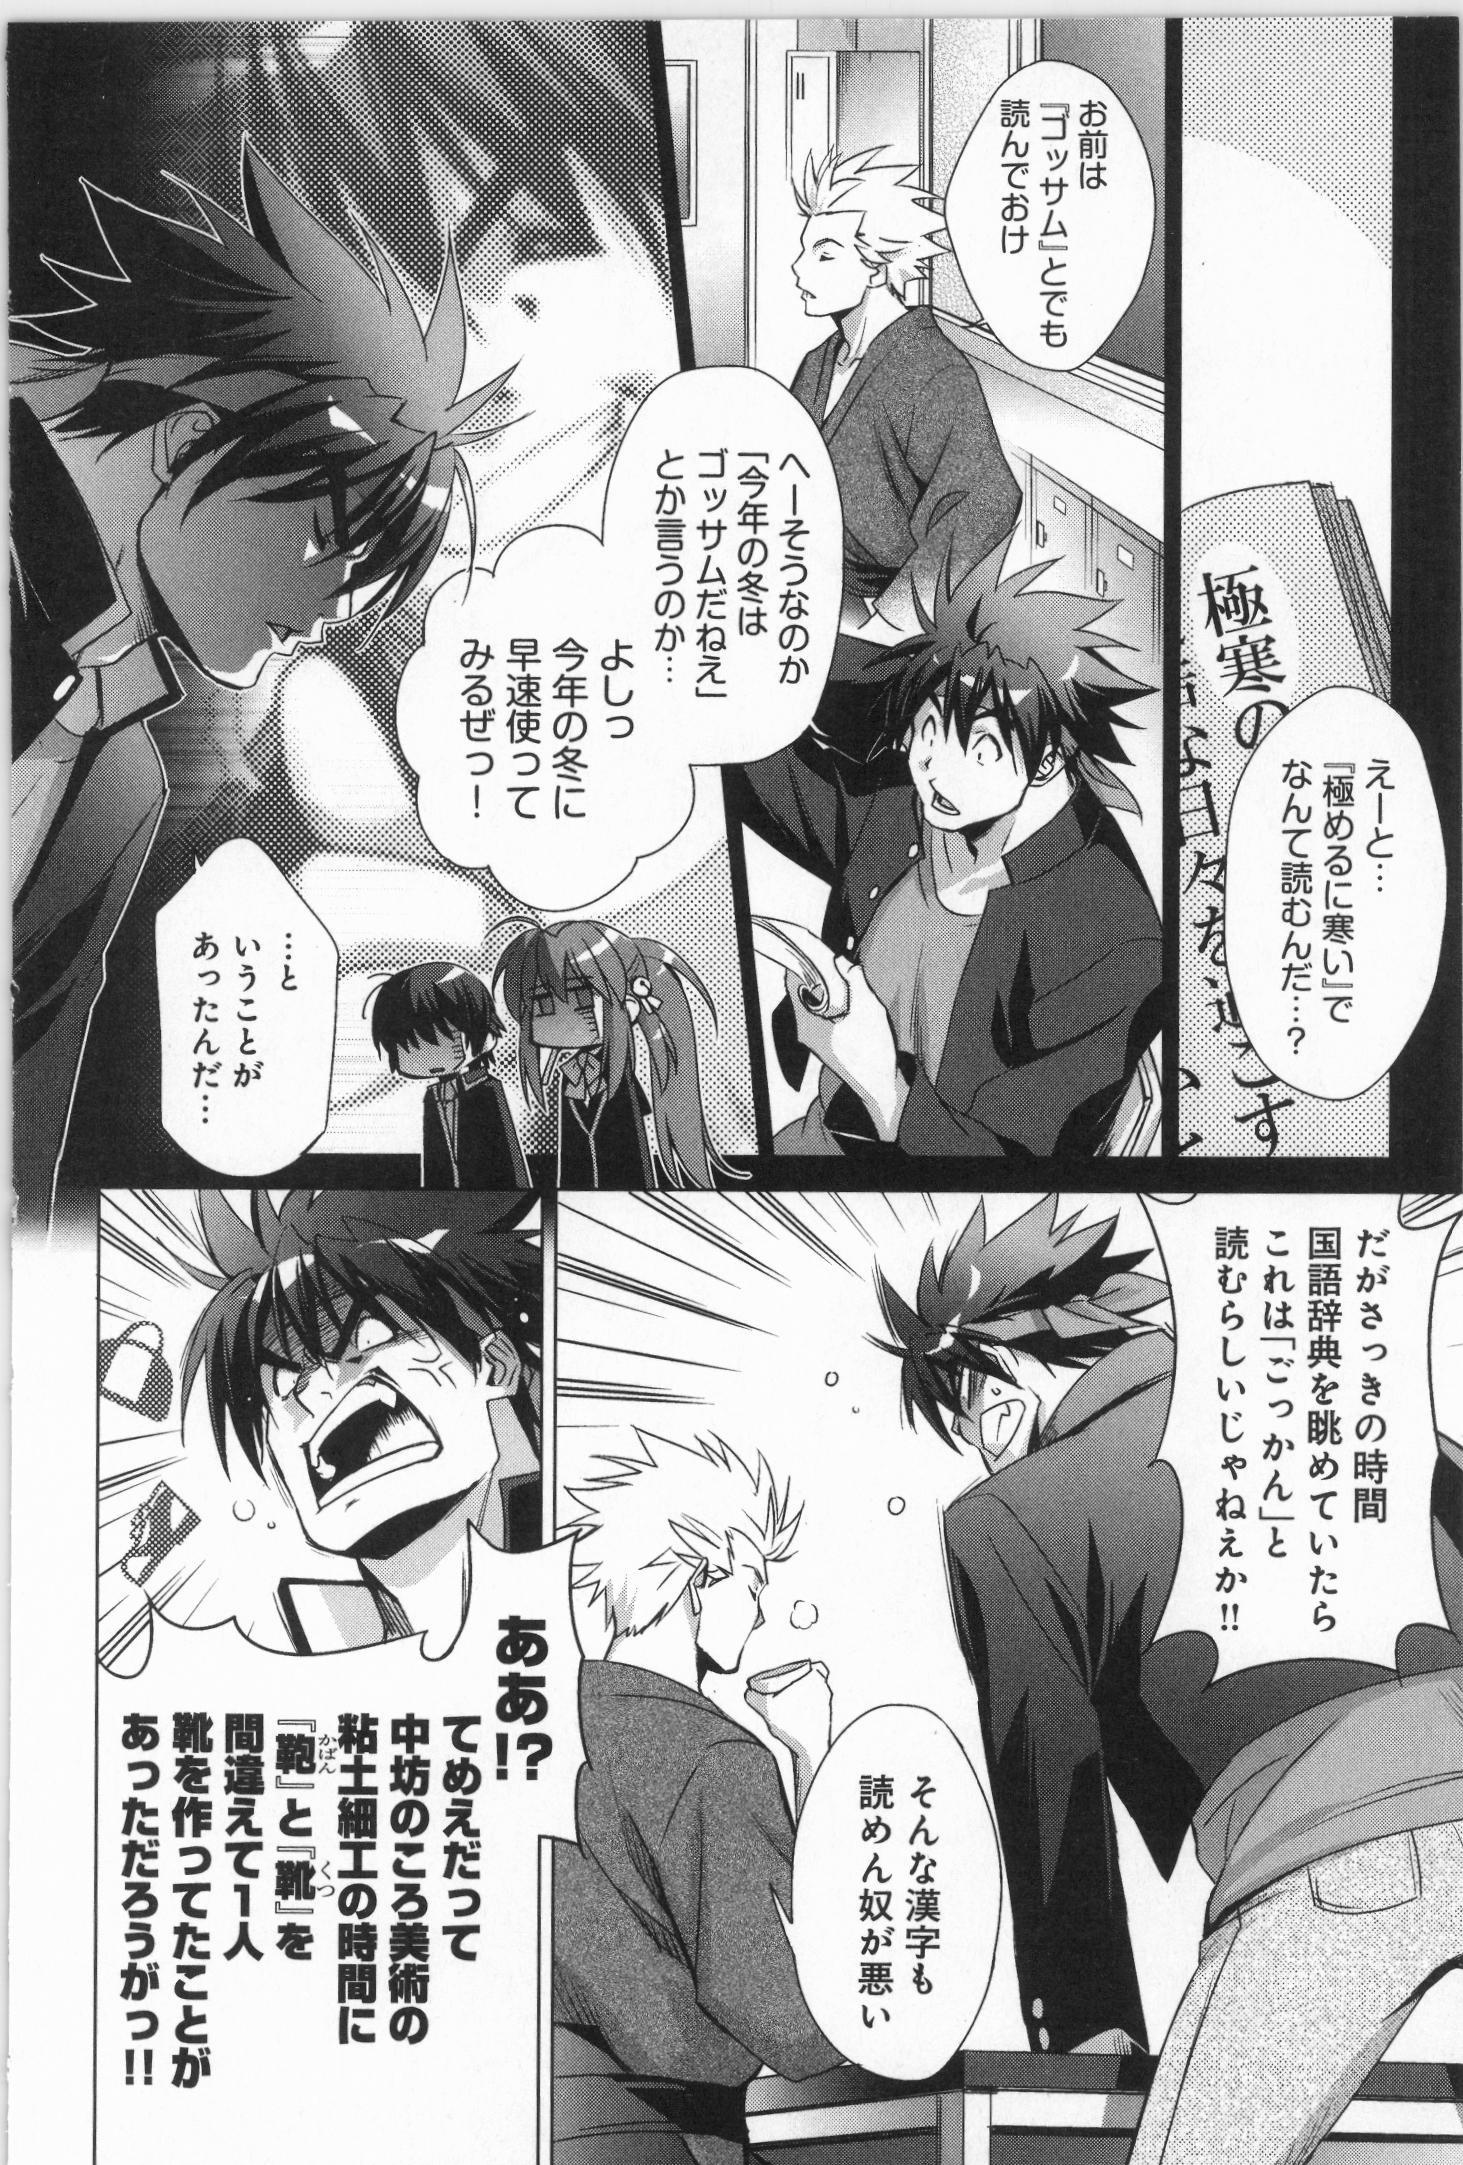 極寒の
えーと…
『極めるに寒い』で
なんて読むんだ…?
お前は
『ゴッサム』とでも
読んでおけ
へーそうなのか
「今年の冬は
ゴッサムだねえ」
とか言うのか…
よしっ
今年の冬に
早速使って
みるぜっ!
…と
いうことが
あったんだ…
だがさっきの時間
国語辞典を眺めていたら
これは「ごっかん」と
読むらしいじゃねえか!!
そんな漢字も
読めん奴が悪い
ああ!?
てめえだって
中坊のころ美術の
粘土細工の時間に
『鞄』と『靴』を
かばん
くつ
間違えて1人
靴を作ってたことが
あっただろうがっ!!